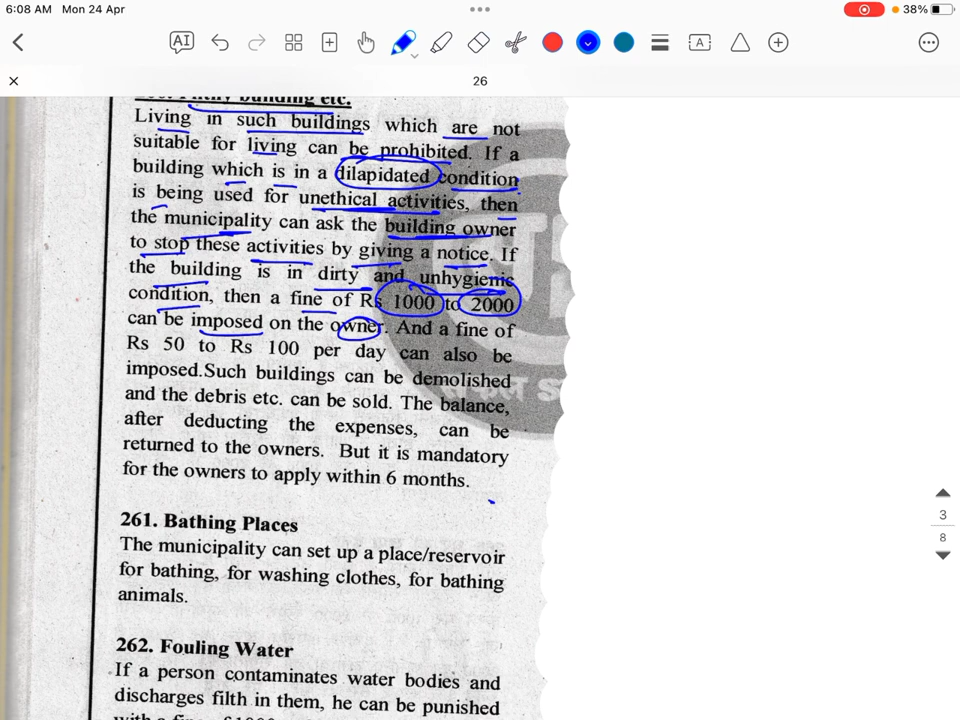 6:08 AM Mon 24 Apr
38%
AI
A
26
building etc.
Living in such buildings which are not
suitable for living can be prohibited. If a
building which is in a dilapidated condition
is being used for unethical activities, then
the municipality can ask the building owner
to stop these activities by giving a notice. If
the building is in dirty and unhygienic
condition, then a fine of Rs 1000 to 2000
can be imposed on the owner. And a fine of
Rs 50 to Rs 100 per day can also be
imposed.Such buildings can be demolished
and the debris etc. can be sold. The balance,
after deducting the expenses, can be
returned to the owners. But it is mandatory
for the owners to apply within 6 months.
261. Bathing Places
The municipality can set up a place/reservoir
for bathing, for washing clothes, for bathing
animals.
262. Fouling Water
If a person contaminates water bodies and
discharges filth in them, he can be punished
3
8